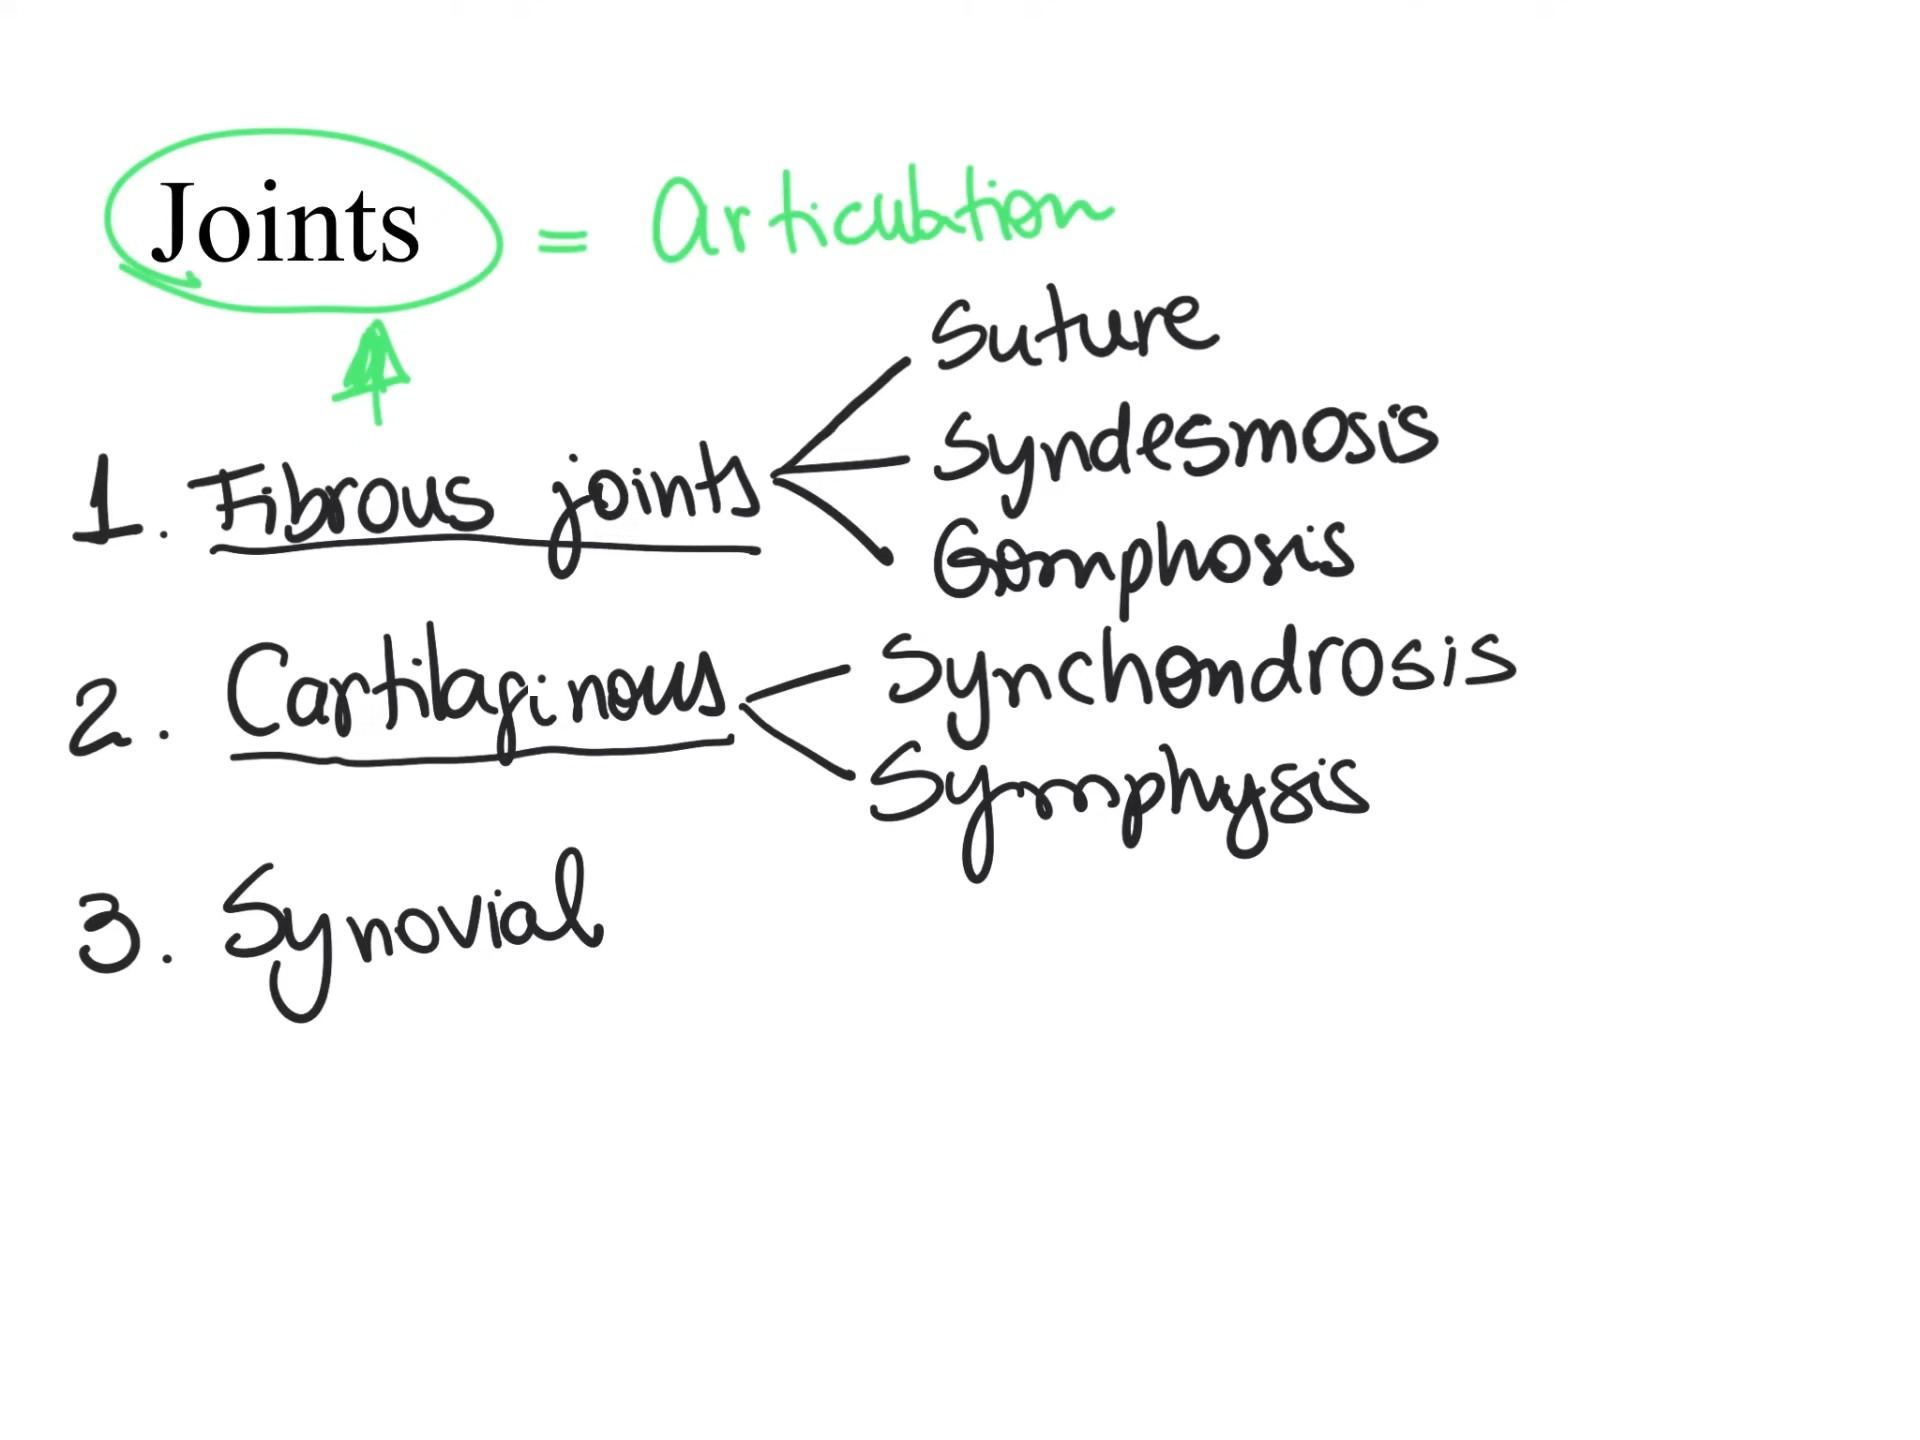 Joints = Articulation
Suture
1. Fibrous joints Syndesmosis
Gomphosis
2. Cartilaginous Synchondrosis
Symphysis
3. Synovial